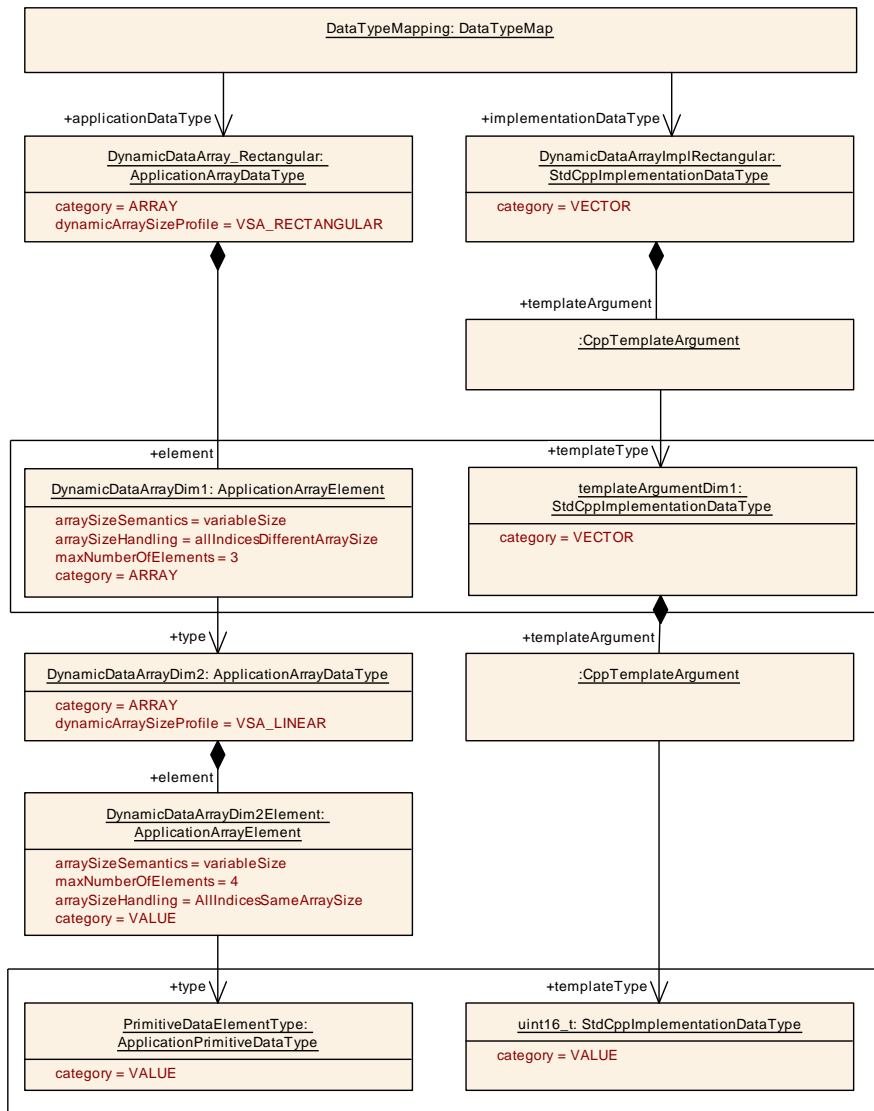 DataTypeMapping: DataTypeMap
+applicationDataType
+implementationDataType
DynamicDataArray_Rectangular:
ApplicationArrayDataType
category = ARRAY
dynamicArraySizeProfile = VSA_RECTANGULAR
DynamicDataArrayImplRectangular:
StdCppImplementationDataType
category = VECTOR
+templateArgument
:CppTemplateArgument
+element
+templateType
DynamicDataArrayDim1: ApplicationArrayElement
arraySizeSemantics = variableSize
arraySizeHandling = allIndicesDifferentArraySize
maxNumberOfElements = 3
category = ARRAY
templateArgumentDim1:
StdCppImplementationDataType
category = VECTOR
+type
+templateArgument
DynamicDataArrayDim2: ApplicationArrayDataType
category = ARRAY
dynamicArraySizeProfile = VSA_LINEAR
:CppTemplateArgument
+element
DynamicDataArrayDim2Element:
ApplicationArrayElement
arraySizeSemantics = variableSize
maxNumberOfElements = 4
arraySizeHandling = AllIndicesSameArraySize
category = VALUE
+type
+templateType
PrimitiveDataElementType:
ApplicationPrimitiveDataType
category = VALUE
uint16_t: StdCppImplementationDataType
category = VALUE